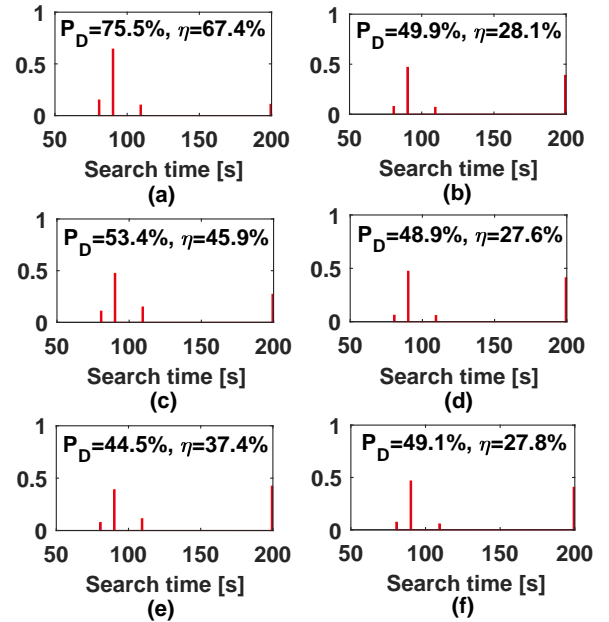 P_D=75.5%, η=67.4%
1
0.5
0
50 100 150 200
Search time [s]
(a)
P_D=49.9%, η=28.1%
1
0.5
0
50 100 150 200
Search time [s]
(b)
P_D=53.4%, η=45.9%
1
0.5
0
50 100 150 200
Search time [s]
(c)
P_D=48.9%, η=27.6%
1
0.5
0
50 100 150 200
Search time [s]
(d)
P_D=44.5%, η=37.4%
1
0.5
0
50 100 150 200
Search time [s]
(e)
P_D=49.1%, η=27.8%
1
0.5
0
50 100 150 200
Search time [s]
(f)